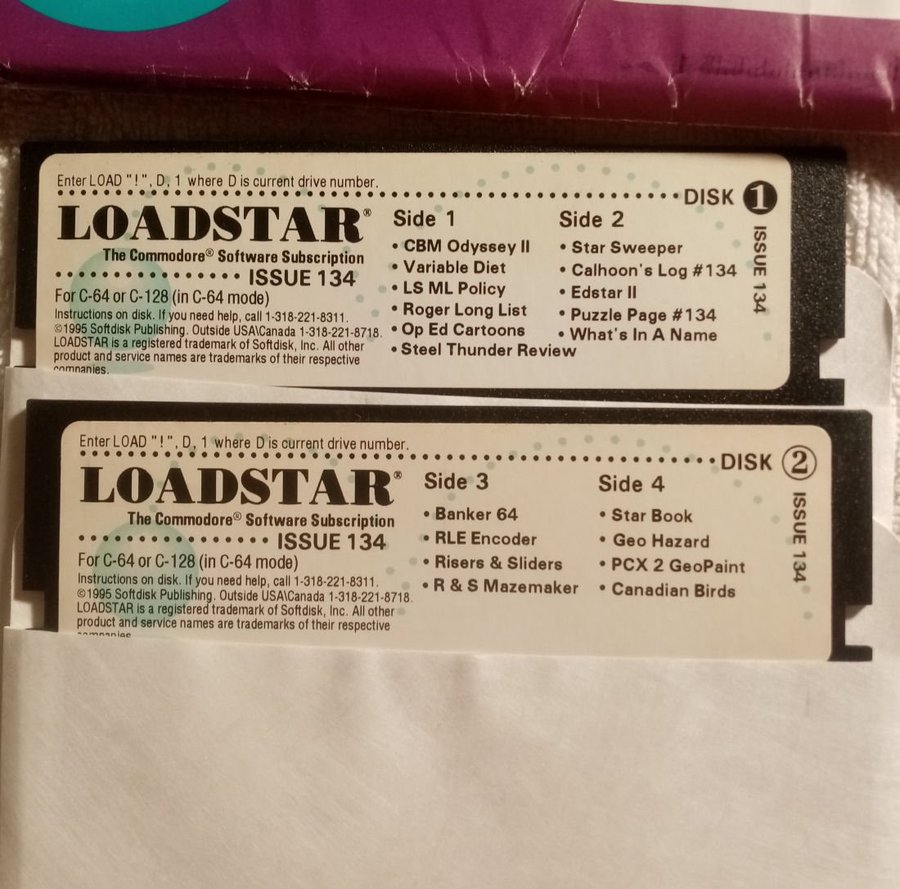 Enter LOAD "!", D, 1 where D is current drive number.
DISK 1
LOADSTAR®
The Commodore® Software Subscription
ISSUE 134
For C-64 or C-128 (in C-64 mode)
Instructions on disk. If you need help, call 1-318-221-8311.
©1995 Softdisk Publishing. Outside USA\Canada 1-318-221-8718.
LOADSTAR is a registered trademark of Softdisk, Inc. All other
product and service names are trademarks of their respective
companies.
Side 1
• CBM Odyssey II
• Variable Diet
• LS ML Policy
• Roger Long List
• Op Ed Cartoons
• Steel Thunder Review
Side 2
• Star Sweeper
• Calhoon's Log #134
• Edstar II
• Puzzle Page #134
• What's In A Name
ISSUE 134
Enter LOAD "!", D, 1 where D is current drive number.
DISK 2
LOADSTAR®
The Commodore® Software Subscription
ISSUE 134
For C-64 or C-128 (in C-64 mode)
Instructions on disk. If you need help, call 1-318-221-8311.
©1995 Softdisk Publishing. Outside USA\Canada 1-318-221-8718.
LOADSTAR is a registered trademark of Softdisk, Inc. All other
product and service names are trademarks of their respective
companies
Side 3
• Banker 64
• RLE Encoder
• Risers & Sliders
• R & S Mazemaker
Side 4
• Star Book
• Geo Hazard
• PCX 2 GeoPaint
• Canadian Birds
ISSUE 134